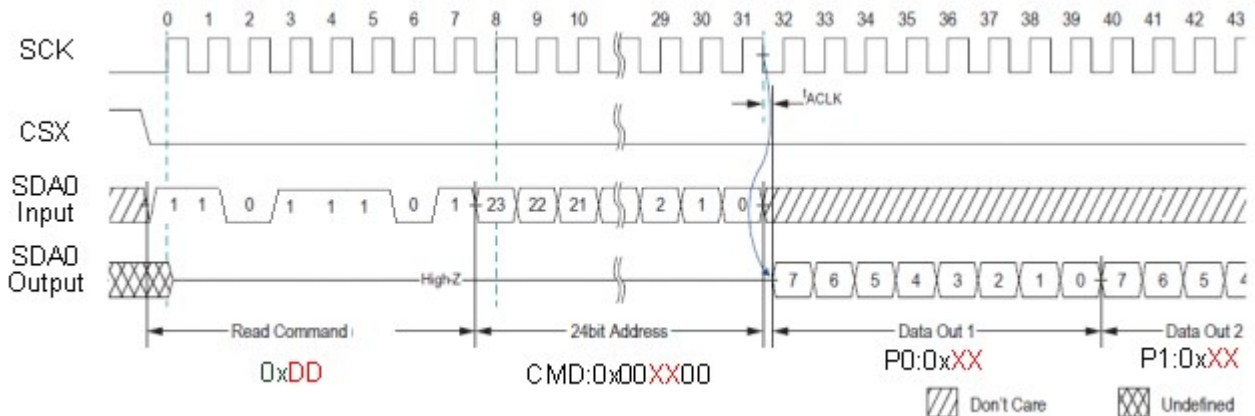 0 1 2 3 4 5 6 7 8 9 10 29 30 31 32 33 34 35 36 37 38 39 40 41 42 43
SCK
tACLK
CSX
SDA0
Input
1 1 0 1 1 1 0 1 23 22 21 2 1 0
SDA0
Output
High-Z
7 6 5 4 3 2 1 0 7 6 5 4
Read Command 24bit Address Data Out 1 Data Out 2
0xDD CMD:0x00XX00 P0:0xXX P1:0xXX
Don't Care Undefined